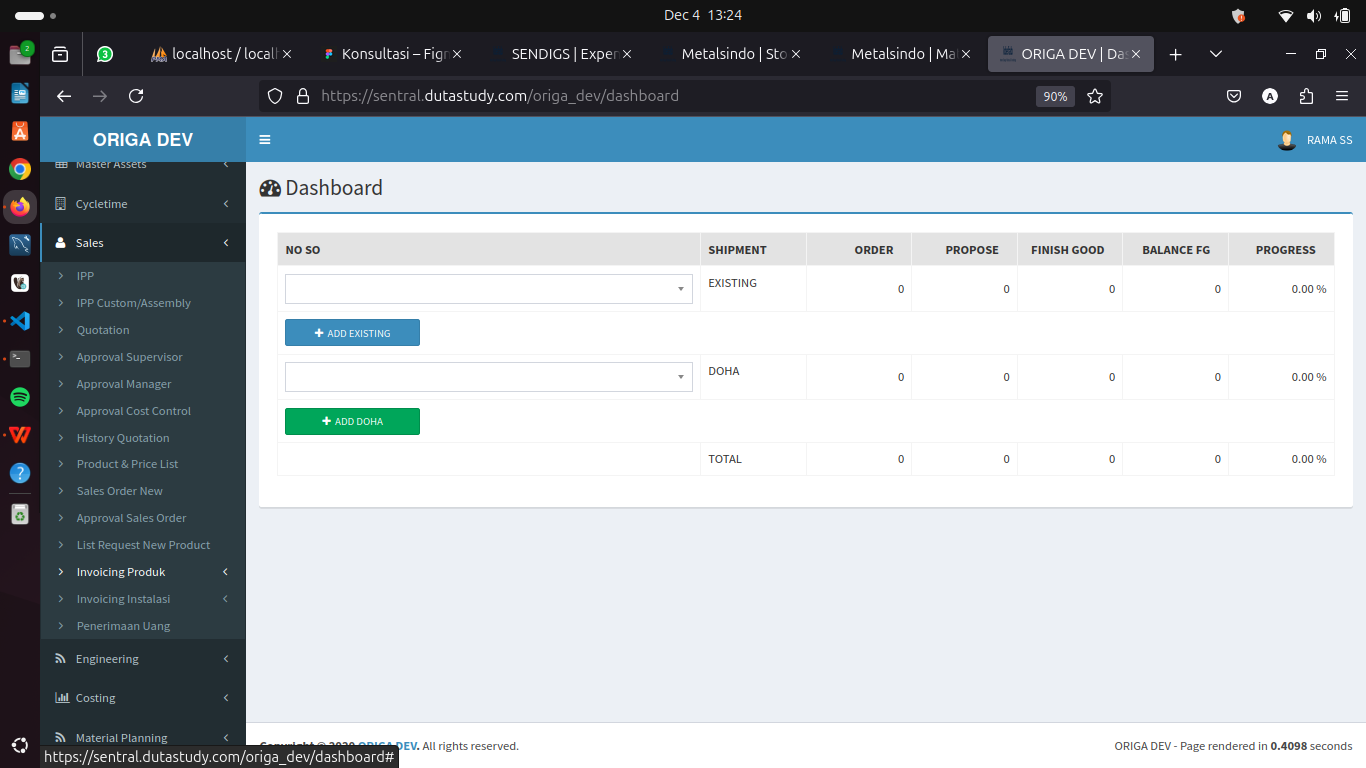 Dec 4 13:24
2
3
localhost / local
Konsultasi – Figm
SENDIGS | Exper
Metalsindo | Sto
Metalsindo | Ma
ORIGA DEV | Das
https://sentral.dutastudy.com/origa_dev/dashboard
90%
A
ORIGA DEV
RAMA SS
Master Assets
Cycletime
Sales
IPP
IPP Custom/Assembly
Quotation
Approval Supervisor
Approval Manager
Approval Cost Control
History Quotation
Product & Price List
Sales Order New
Approval Sales Order
List Request New Product
Invoicing Produk
Invoicing Instalasi
Penerimaan Uang
Engineering
Costing
Material Planning
Dashboard
NO SO SHIPMENT ORDER PROPOSE FINISH GOOD BALANCE FG PROGRESS
EXISTING 0 0 0 0 0.00 %
ADD EXISTING
DOHA 0 0 0 0 0.00 %
ADD DOHA
TOTAL 0 0 0 0 0.00 %
Copyright © 2020 ORIGA DEV. All rights reserved.
ORIGA DEV - Page rendered in 0.4098 seconds
https://sentral.dutastudy.com/origa_dev/dashboard#